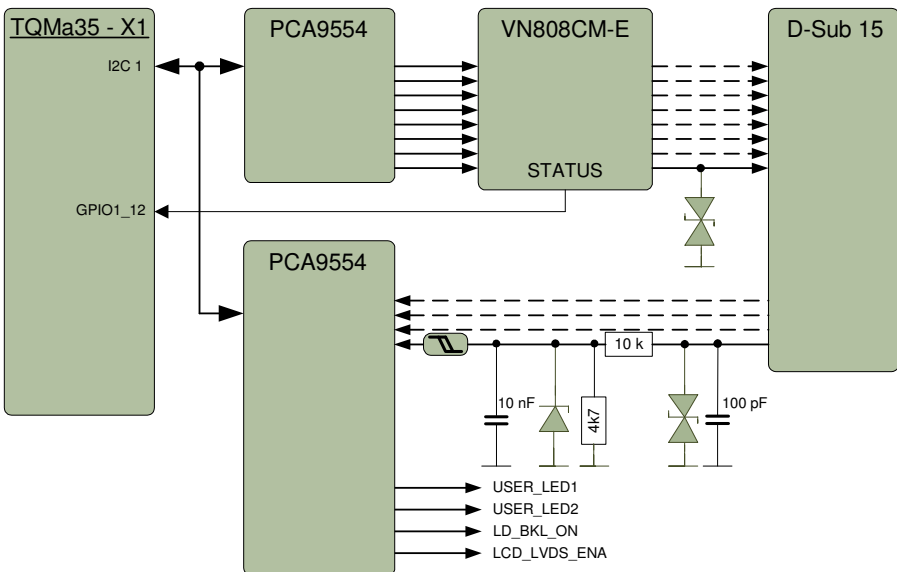 TQMa35 - X1
PCA9554
VN808CM-E
D-Sub 15
I2C 1
STATUS
GPIO1_12
PCA9554
10 k
10 nF
4k7
100 pF
USER_LED1
USER_LED2
LD_BKL_ON
LCD_LVDS_ENA